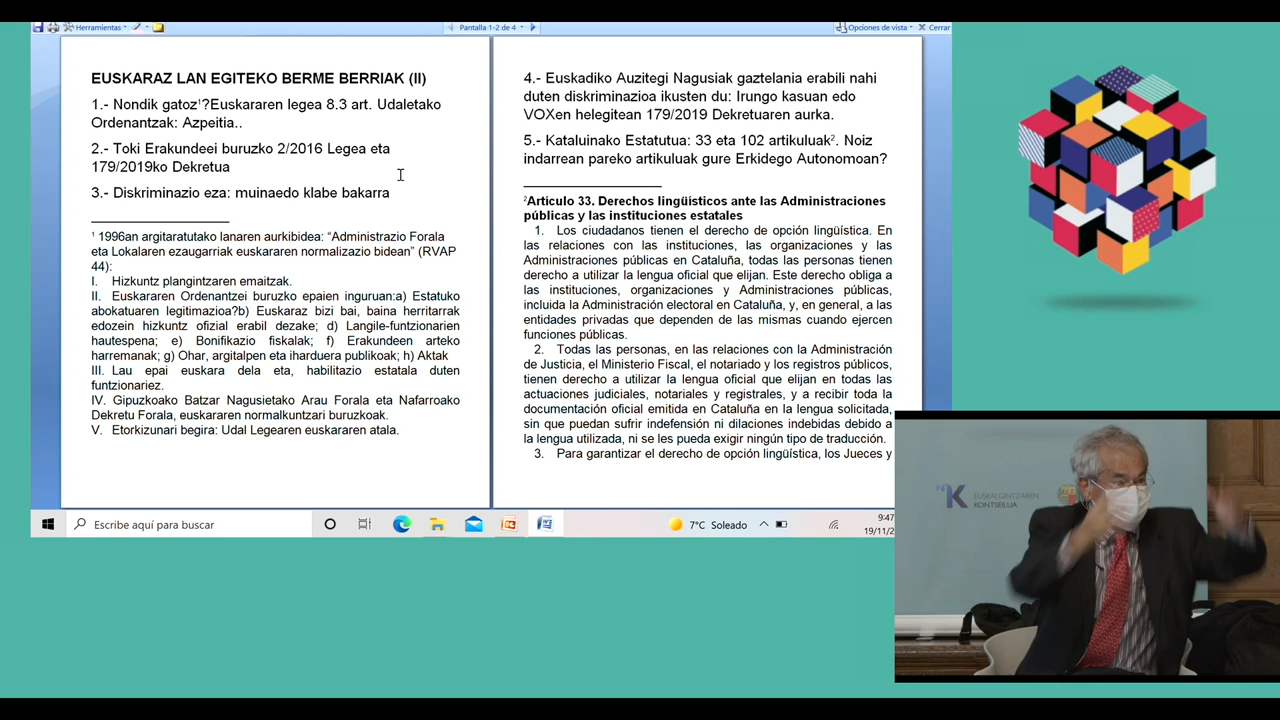 Herramientas
Pantalla 1-2 de 4
Opciones de vista
Cerrar
EUSKARAZ LAN EGITEKO BERME BERRIAK (II)
1.- Nondik gatoz¹?Euskararen legea 8.3 art. Udaletako
Ordenantzak: Azpeitia..
2.- Toki Erakundeei buruzko 2/2016 Legea eta
179/2019ko Dekretua
3.- Diskriminazio eza: muinaedo klabe bakarra
¹ 1996an argitaratutako lanaren aurkibidea: “Administrazio Forala
eta Lokalaren ezaugarriak euskararen normalizazio bidean” (RVAP
44):
I. Hizkuntz plangintzaren emaitzak.
II. Euskararen Ordenantzei buruzko epaien inguruan:a) Estatuko
abokatuaren legitimazioa?b) Euskaraz bizi bai, baina herritarrak
edozein hizkuntz ofizial erabil dezake; d) Langile-funtzionarien
hautespena; e) Bonifikazio fiskalak; f) Erakundeen arteko
harremanak; g) Ohar, argitalpen eta iharduera publikoak; h) Aktak
III. Lau epai euskara dela eta, habilitazio estatala duten
funtzionariez.
IV. Gipuzkoako Batzar Nagusietako Arau Forala eta Nafarroako
Dekretu Forala, euskararen normalkuntzari buruzkoak.
V. Etorkizunari begira: Udal Legearen euskararen atala.
4.- Euskadiko Auzitegi Nagusiak gaztelania erabili nahi
duten diskriminazioa ikusten du: Irungo kasuan edo
VOXen helegitean 179/2019 Dekretuaren aurka.
5.- Kataluinako Estatutua: 33 eta 102 artikuluak². Noiz
indarrean pareko artikuluak gure Erkidego Autonomoan?
²Artículo 33. Derechos lingüísticos ante las Administraciones
públicas y las instituciones estatales
1. Los ciudadanos tienen el derecho de opción lingüística. En
las relaciones con las instituciones, las organizaciones y las
Administraciones públicas en Cataluña, todas las personas tienen
derecho a utilizar la lengua oficial que elijan. Este derecho obliga a
las instituciones, organizaciones y Administraciones públicas,
incluida la Administración electoral en Cataluña, y, en general, a las
entidades privadas que dependen de las mismas cuando ejercen
funciones públicas.
2. Todas las personas, en las relaciones con la Administración
de Justicia, el Ministerio Fiscal, el notariado y los registros públicos,
tienen derecho a utilizar la lengua oficial que elijan en todas las
actuaciones judiciales, notariales y registrales, y a recibir toda la
documentación oficial emitida en Cataluña en la lengua solicitada,
sin que puedan sufrir indefensión ni dilaciones indebidas debido a
la lengua utilizada, ni se les pueda exigir ningún tipo de traducción.
3. Para garantizar el derecho de opción lingüística, los Jueces y
Escribe aquí para buscar
7°C Soleado
9:47
19/11/2
K EUSKALGINTZAREN
KONTSEILUA